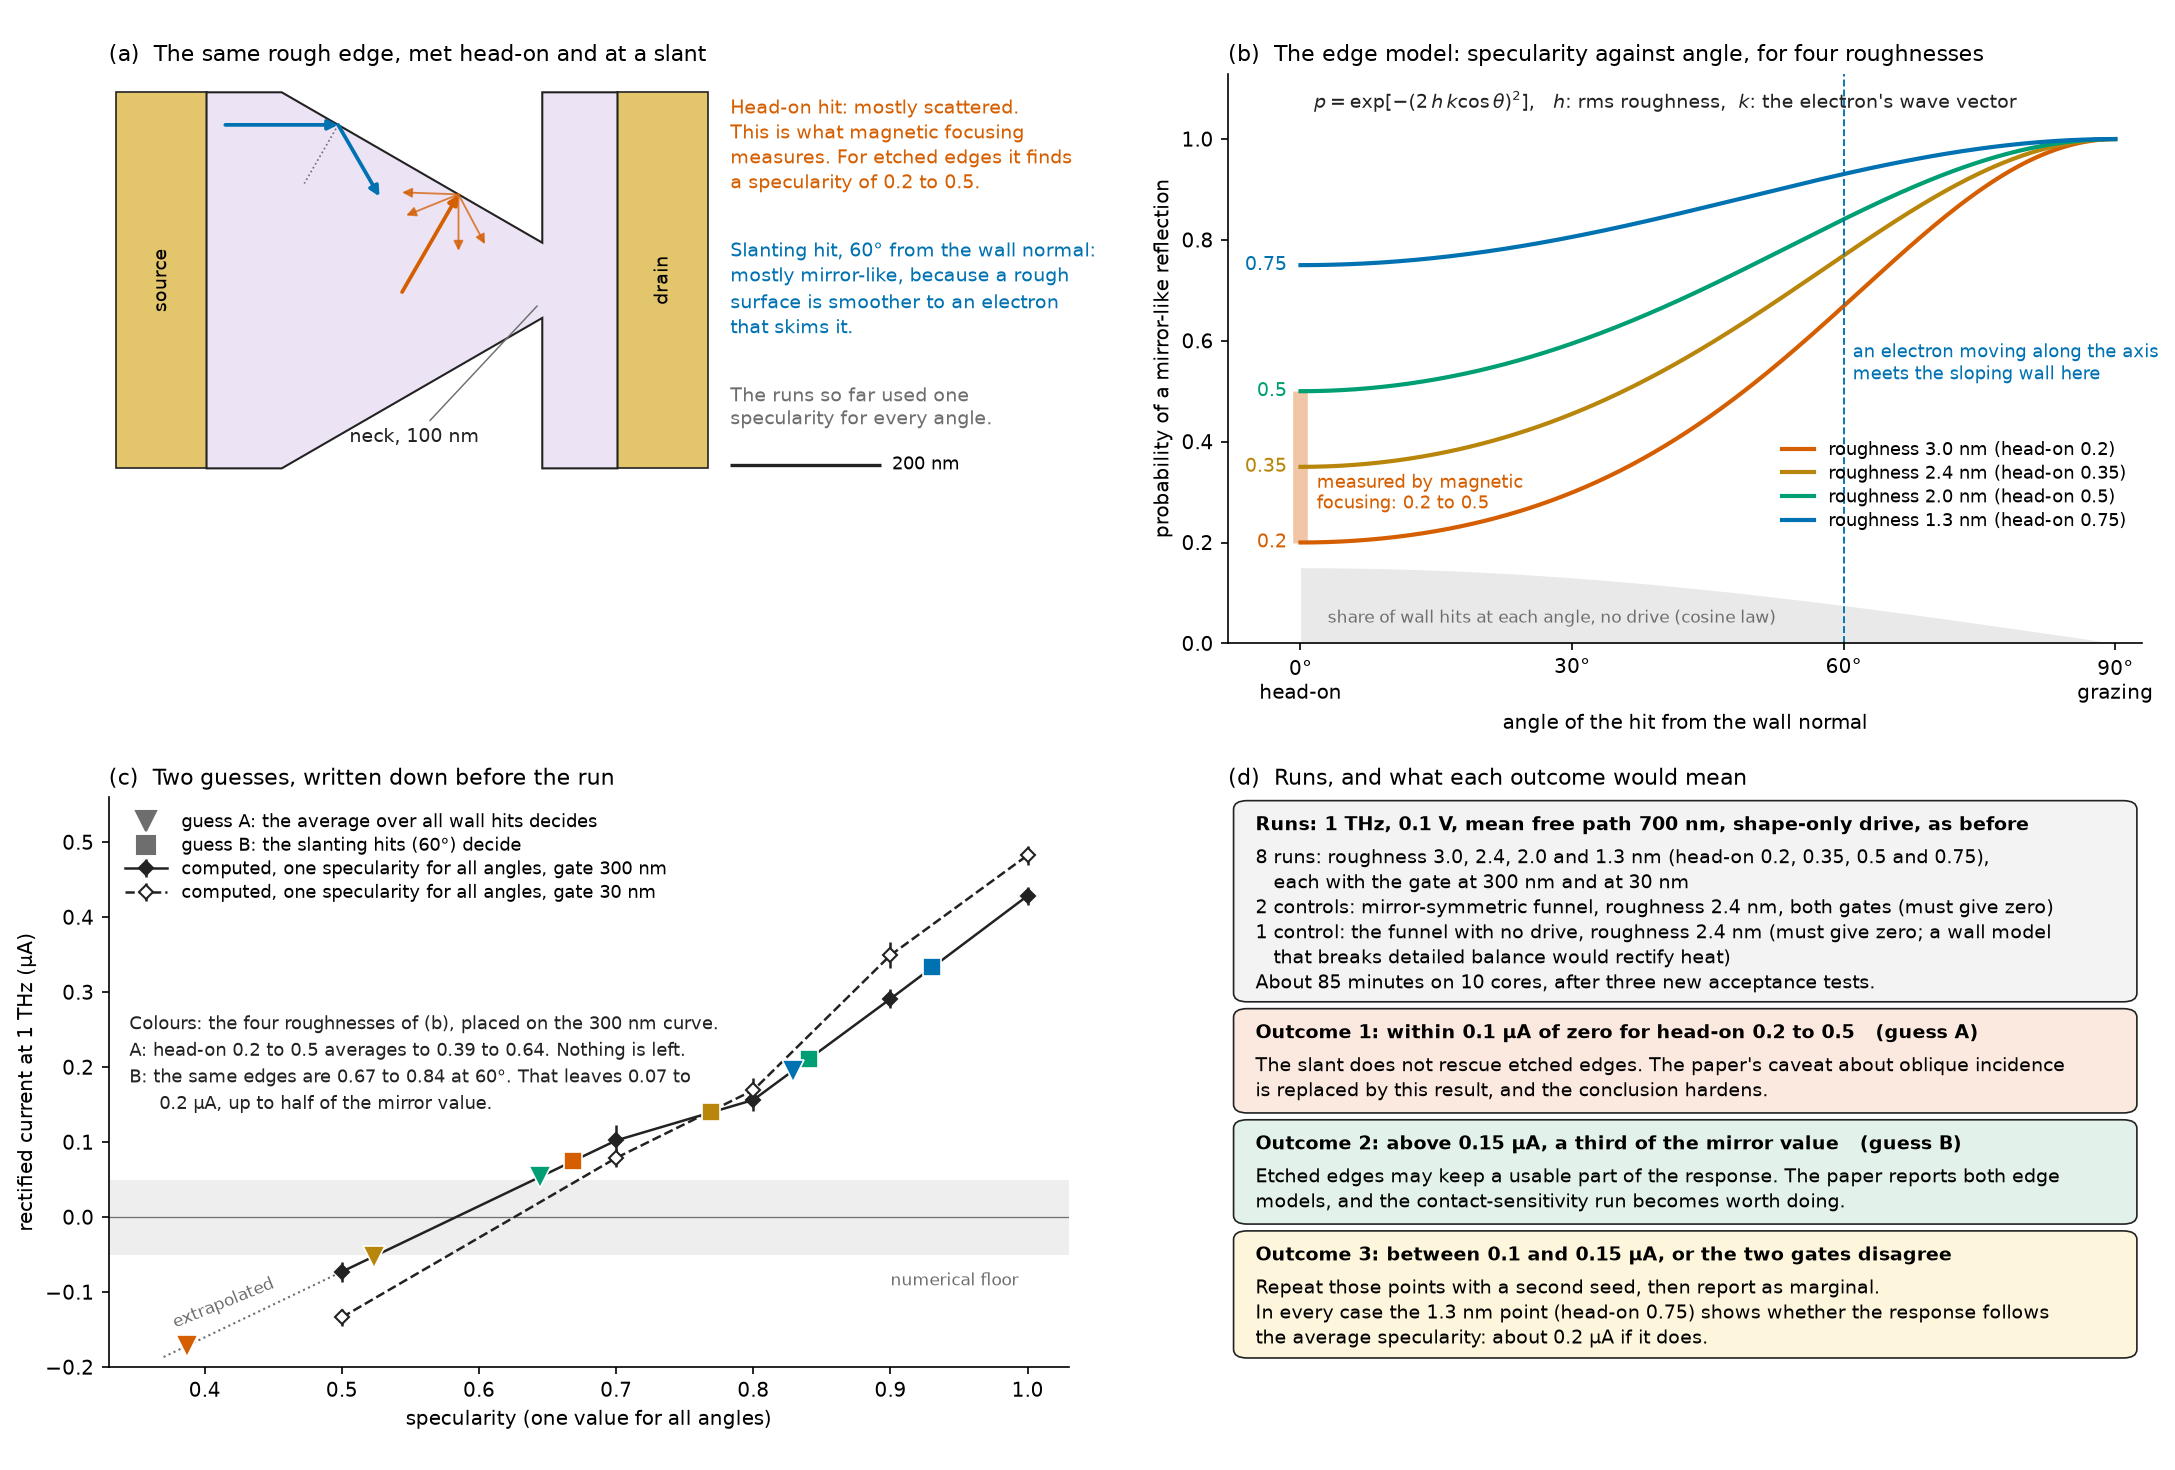 (a)  The same rough edge, met head-on and at a slant
source
drain
neck, 100 nm
Head-on hit: mostly scattered.
This is what magnetic focusing
measures. For etched edges it finds
a specularity of 0.2 to 0.5.
Slanting hit, 60° from the wall normal:
mostly mirror-like, because a rough
surface is smoother to an electron
that skims it.
The runs so far used one
specularity for every angle.
200 nm
(b)  The edge model: specularity against angle, for four roughnesses
p = exp[−(2 h k cos θ)²],   h: rms roughness,  k: the electron's wave vector
probability of a mirror-like reflection
1.0
0.8
0.6
0.4
0.2
0.0
0.75
0.5
0.35
0.2
an electron moving along the axis
meets the sloping wall here
measured by magnetic
focusing: 0.2 to 0.5
roughness 3.0 nm (head-on 0.2)
roughness 2.4 nm (head-on 0.35)
roughness 2.0 nm (head-on 0.5)
roughness 1.3 nm (head-on 0.75)
share of wall hits at each angle, no drive (cosine law)
0° 30° 60° 90°
head-on grazing
angle of the hit from the wall normal
(c)  Two guesses, written down before the run
guess A: the average over all wall hits decides
guess B: the slanting hits (60°) decide
computed, one specularity for all angles, gate 300 nm
computed, one specularity for all angles, gate 30 nm
Colours: the four roughnesses of (b), placed on the 300 nm curve.
A: head-on 0.2 to 0.5 averages to 0.39 to 0.64. Nothing is left.
B: the same edges are 0.67 to 0.84 at 60°. That leaves 0.07 to
0.2 µA, up to half of the mirror value.
rectified current at 1 THz (µA)
0.5
0.4
0.3
0.2
0.1
0.0
−0.1
−0.2
extrapolated
numerical floor
0.4 0.5 0.6 0.7 0.8 0.9 1.0
specularity (one value for all angles)
(d)  Runs, and what each outcome would mean
Runs: 1 THz, 0.1 V, mean free path 700 nm, shape-only drive, as before
8 runs: roughness 3.0, 2.4, 2.0 and 1.3 nm (head-on 0.2, 0.35, 0.5 and 0.75),
each with the gate at 300 nm and at 30 nm
2 controls: mirror-symmetric funnel, roughness 2.4 nm, both gates (must give zero)
1 control: the funnel with no drive, roughness 2.4 nm (must give zero; a wall model
that breaks detailed balance would rectify heat)
About 85 minutes on 10 cores, after three new acceptance tests.
Outcome 1: within 0.1 µA of zero for head-on 0.2 to 0.5   (guess A)
The slant does not rescue etched edges. The paper's caveat about oblique incidence
is replaced by this result, and the conclusion hardens.
Outcome 2: above 0.15 µA, a third of the mirror value   (guess B)
Etched edges may keep a usable part of the response. The paper reports both edge
models, and the contact-sensitivity run becomes worth doing.
Outcome 3: between 0.1 and 0.15 µA, or the two gates disagree
Repeat those points with a second seed, then report as marginal.
In every case the 1.3 nm point (head-on 0.75) shows whether the response follows
the average specularity: about 0.2 µA if it does.